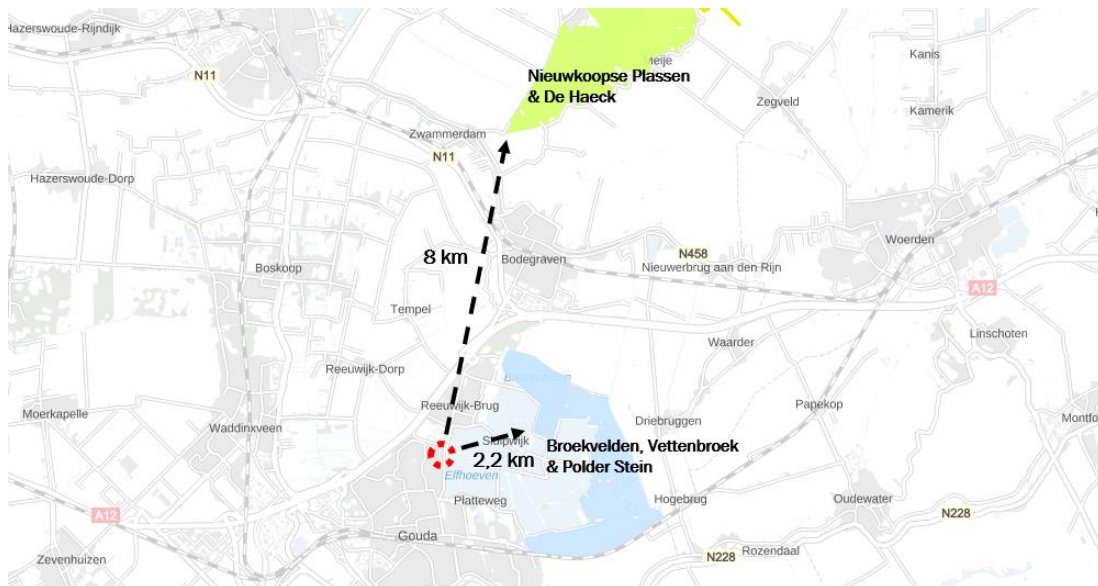 Hazerswoude-Rijndijk
Kanis
N11
Nieuwkoopse Plassen
& De Haeck
Zegveld
Kamerik
Zwammerdam
N11
Hazerswoude-Dorp
Woerden
8 km
N458
Bodegraven
Nieuwerbrug aan den Rijn
Boskoop
A12
Tempel
Linschoten
Waarder
Reeuwijk-Dorp
Broekvelden
Reeuwijk-Brug
Papekop
Moerkapelle
Driebruggen
Waddinxveen
Sluipwijk
Broekvelden, Vettenbroek
& Polder Stein
2,2 km
Elfhoeven
Platteweg
Hogebrug
Oudewater
A12
N228
Gouda
Rozendaal
N228
Zevenhuizen